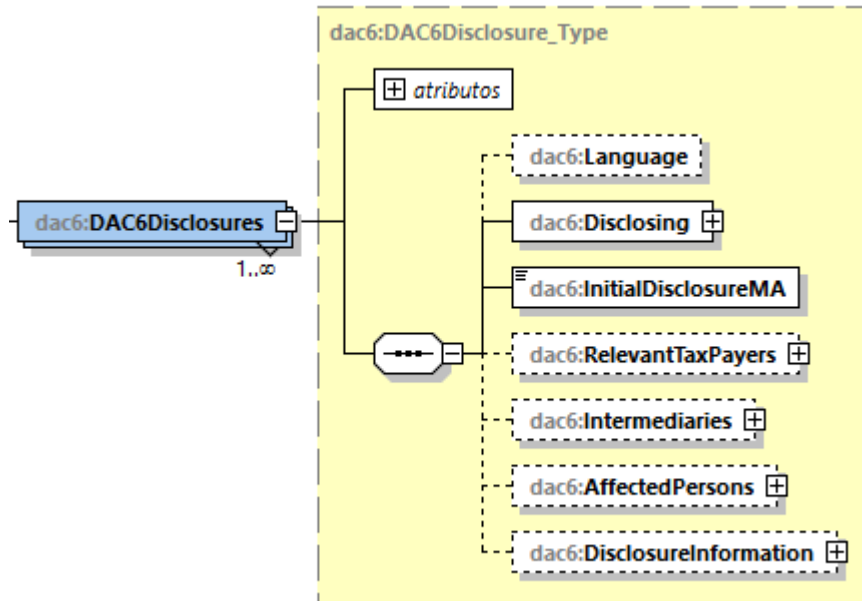 dac6:DAC6Disclosure_Type
atributos
dac6:Language
dac6:DAC6Disclosures
1..∞
dac6:Disclosing
dac6:InitialDisclosureMA
dac6:RelevantTaxPayers
dac6:Intermediaries
dac6:AffectedPersons
dac6:DisclosureInformation